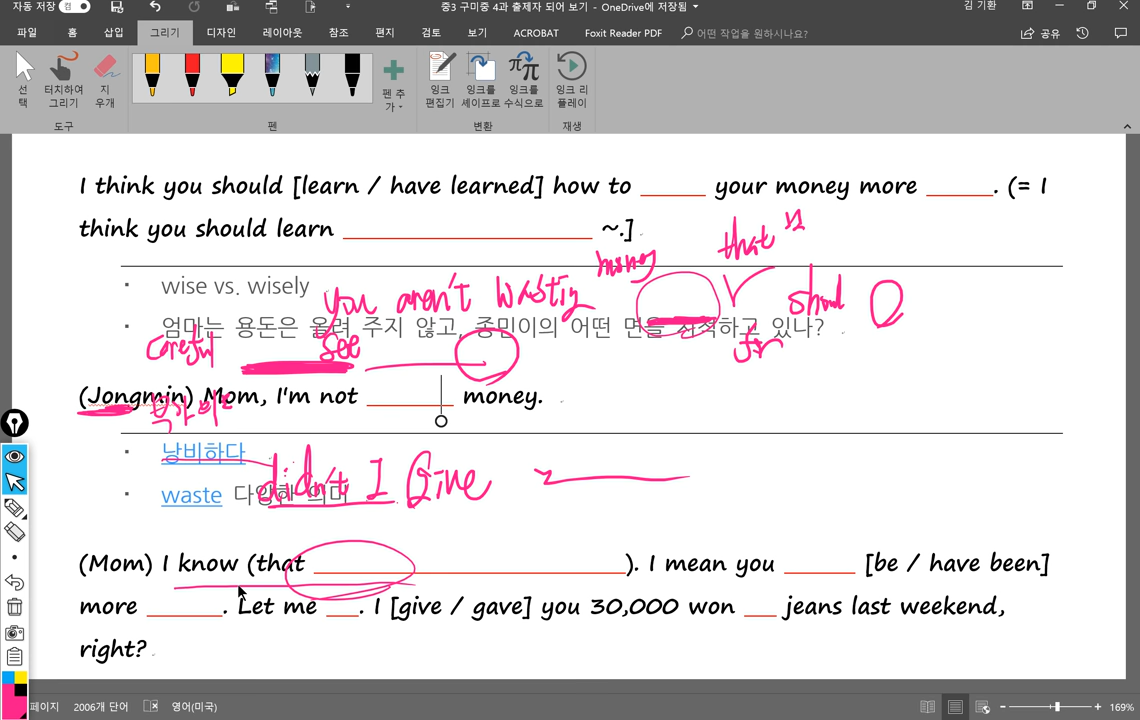 자동 저장 켬 중3 구미중 4과 출제자 되어 보기 - OneDrive에 저장됨 김 기환
파일 홈 삽입 그리기 디자인 레이아웃 참조 편지 검토 보기 ACROBAT Foxit Reader PDF 어떤 작업을 원하시나요? 공유
선택 터치하여 그리기 지우개 펜 추가 잉크 편집기 잉크를 셰이프로 잉크를 수식으로 잉크 리플레이
도구 펜 변환 재생
I think you should [learn / have learned] how to ______ your money more ______. (= I
think you should learn ______ ~.]
that
money
wise vs. wisely
you aren't wasting
should
엄마는 용돈은 올려 주지 않고, 종민이의 어떤 면을 지적하고 있나?
careful see for
(Jongmin) Mom, I'm not ______ money.
낭비하다
didn't I give
waste 다양한 의미
(Mom) I know (that ______). I mean you ______ [be / have been]
more ______. Let me ___. I [give / gave] you 30,000 won ___ jeans last weekend,
right?
페이지 2006개 단어 영어(미국) 169%